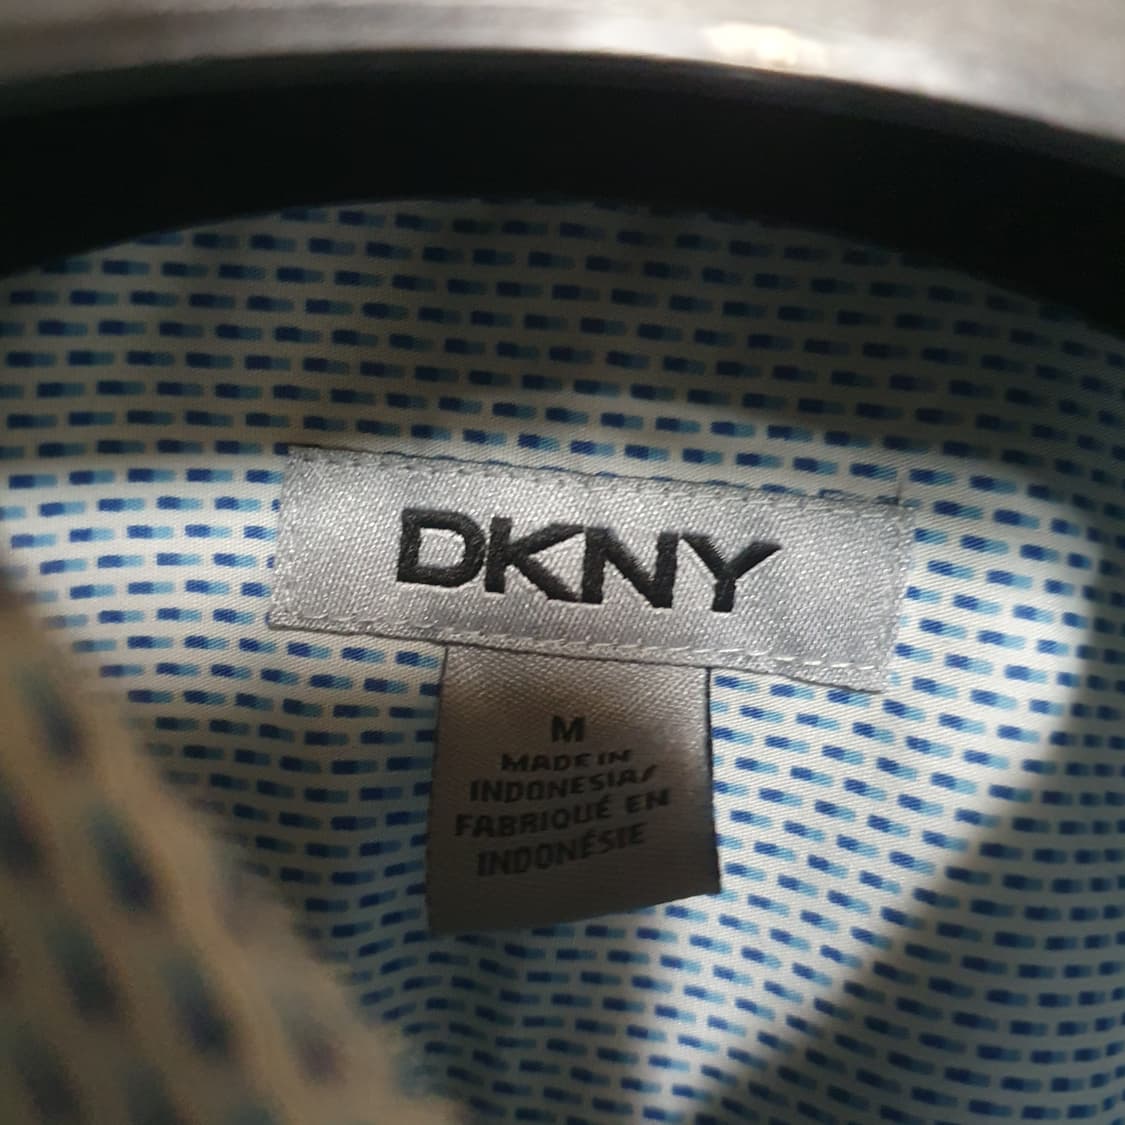 DKNY
M
MADE IN
INDONESIA/
FABRIQUÉ EN
INDONÉSIE